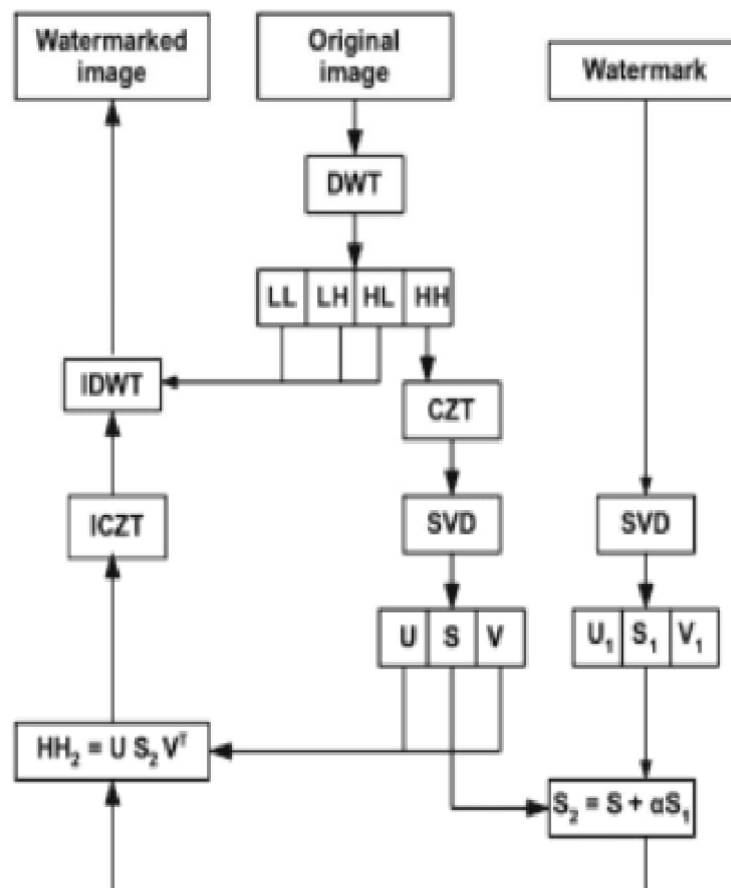 Watermarked
image
Original
image
Watermark
DWT
LL LH HL HH
IDWT
CZT
ICZT
SVD
SVD
U S V
U₁ S₁ V₁
HH₂ = U S₂ Vᵀ
S₂ = S + αS₁